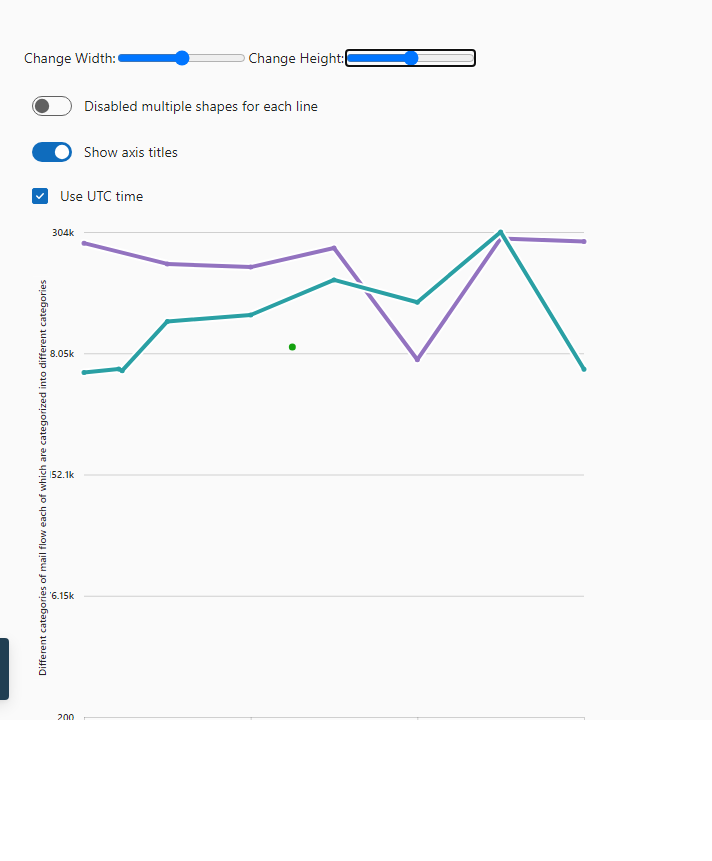 Change Width: Change Height:
Disabled multiple shapes for each line
Show axis titles
Use UTC time
304k
8.05k
52.1k
6.15k
200
Different categories of mail flow each of which are categorized into different categories